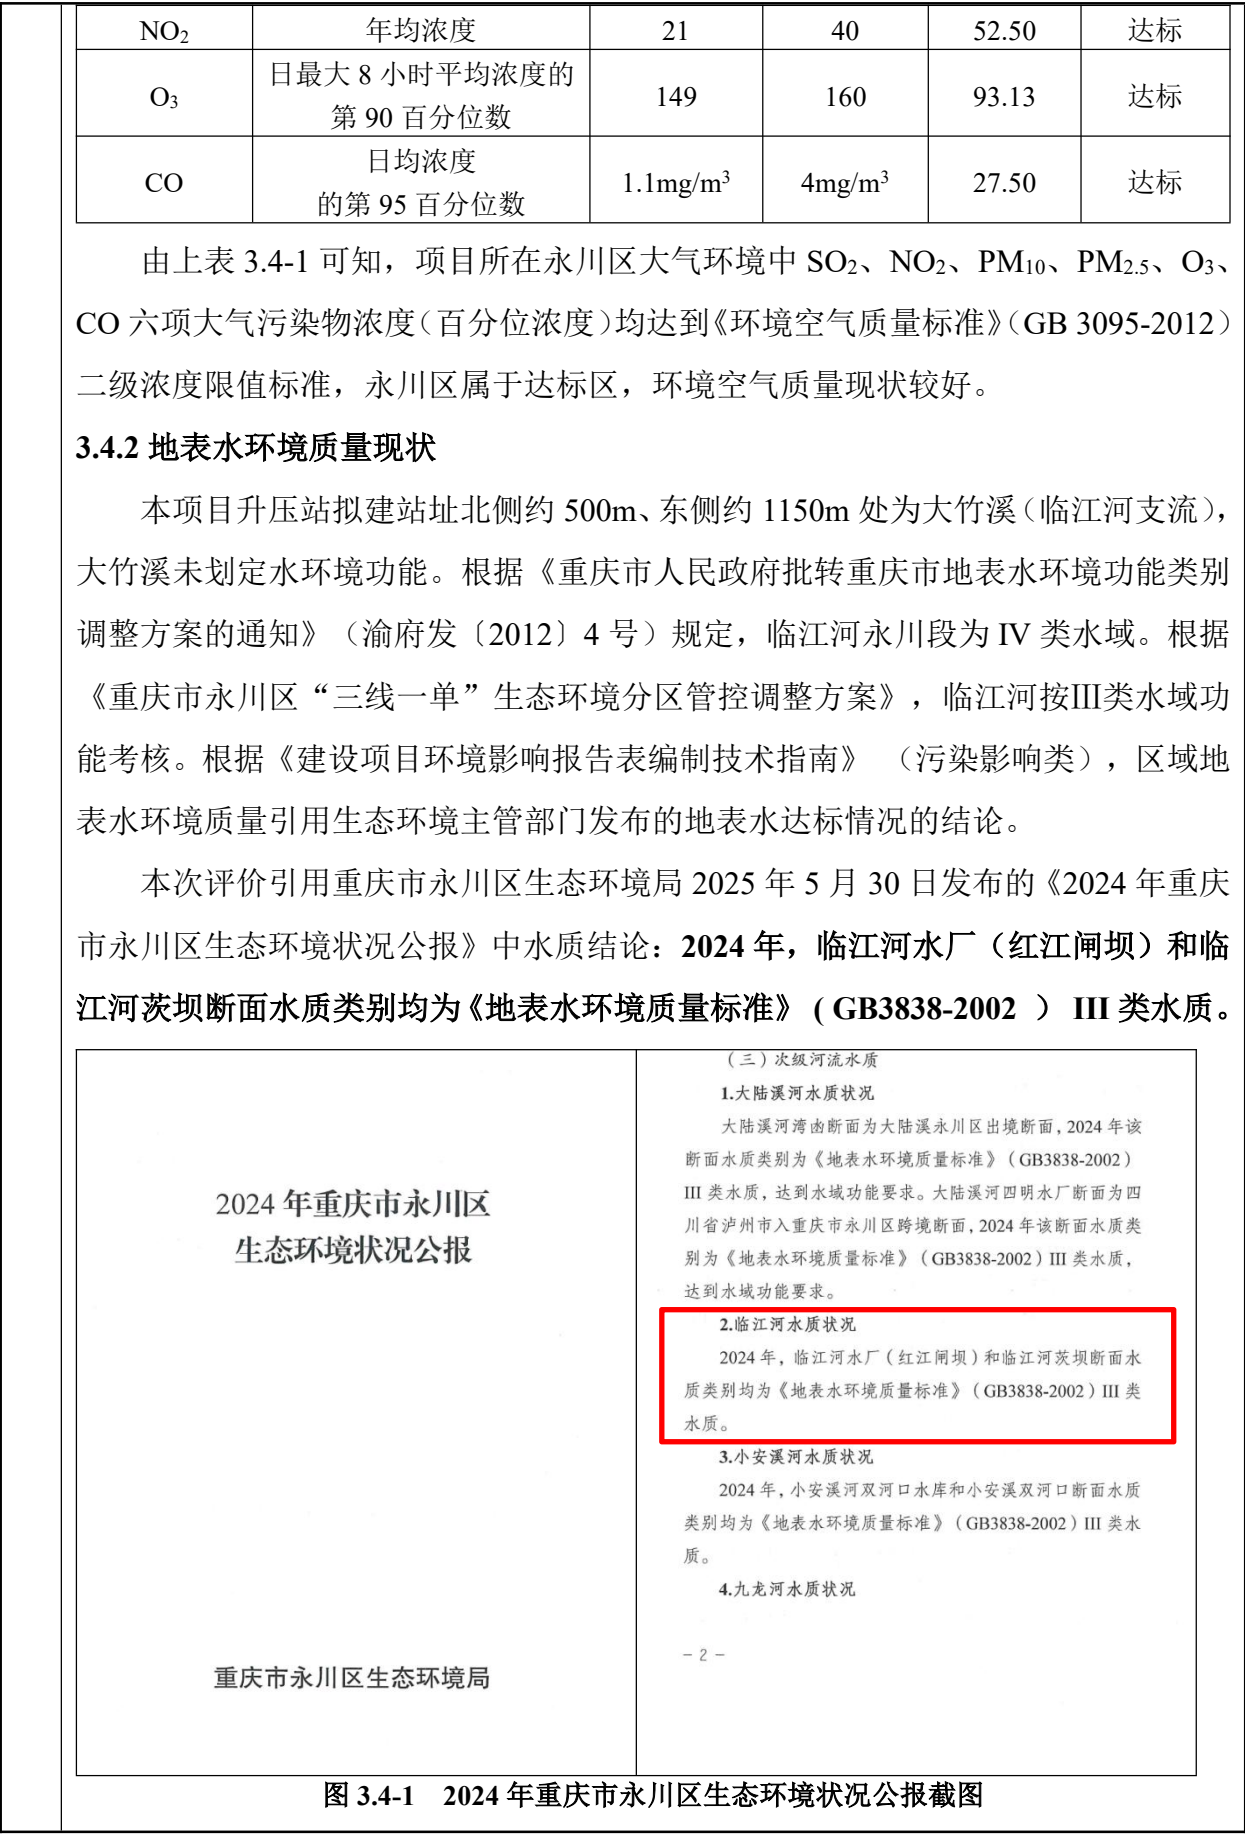 NO₂ 年均浓度 21 40 52.50 达标
日最大 8 小时平均浓度的
O₃ 149 160 93.13 达标
第 90 百分位数
日均浓度
CO 1.1mg/m³ 4mg/m³ 27.50 达标
的第 95 百分位数
由上表 3.4-1 可知，项目所在永川区大气环境中 SO₂、NO₂、PM₁₀、PM₂.₅、O₃、
CO 六项大气污染物浓度（百分位浓度）均达到《环境空气质量标准》（GB 3095-2012）
二级浓度限值标准，永川区属于达标区，环境空气质量现状较好。
3.4.2 地表水环境质量现状
本项目升压站拟建站址北侧约 500m、东侧约 1150m 处为大竹溪（临江河支流），
大竹溪未划定水环境功能。根据《重庆市人民政府批转重庆市地表水环境功能类别
调整方案的通知》（渝府发〔2012〕4 号）规定，临江河永川段为 IV 类水域。根据
《重庆市永川区“三线一单”生态环境分区管控调整方案》，临江河按Ⅲ类水域功
能考核。根据《建设项目环境影响报告表编制技术指南》 （污染影响类），区域地
表水环境质量引用生态环境主管部门发布的地表水达标情况的结论。
本次评价引用重庆市永川区生态环境局 2025 年 5 月 30 日发布的《2024 年重庆
市永川区生态环境状况公报》中水质结论：2024 年，临江河水厂（红江闸坝）和临
江河茨坝断面水质类别均为《地表水环境质量标准》（GB3838-2002 ） III 类水质。
2024 年重庆市永川区
生态环境状况公报
重庆市永川区生态环境局
（三）次级河流水质
1.大陆溪河水质状况
大陆溪河湾凼断面为大陆溪永川区出境断面，2024 年该
断面水质类别为《地表水环境质量标准》（GB3838-2002）
III 类水质，达到水域功能要求。大陆溪河四明水厂断面为四
川省泸州市入重庆市永川区跨境断面，2024 年该断面水质类
别为《地表水环境质量标准》（GB3838-2002）III 类水质，
达到水域功能要求。
2.临江河水质状况
2024 年，临江河水厂（红江闸坝）和临江河茨坝断面水
质类别均为《地表水环境质量标准》（GB3838-2002）III 类
水质。
3.小安溪河水质状况
2024 年，小安溪河双河口水库和小安溪双河口断面水质
类别均为《地表水环境质量标准》（GB3838-2002）III 类水
质。
4.九龙河水质状况
- 2 -
图 3.4-1 2024 年重庆市永川区生态环境状况公报截图